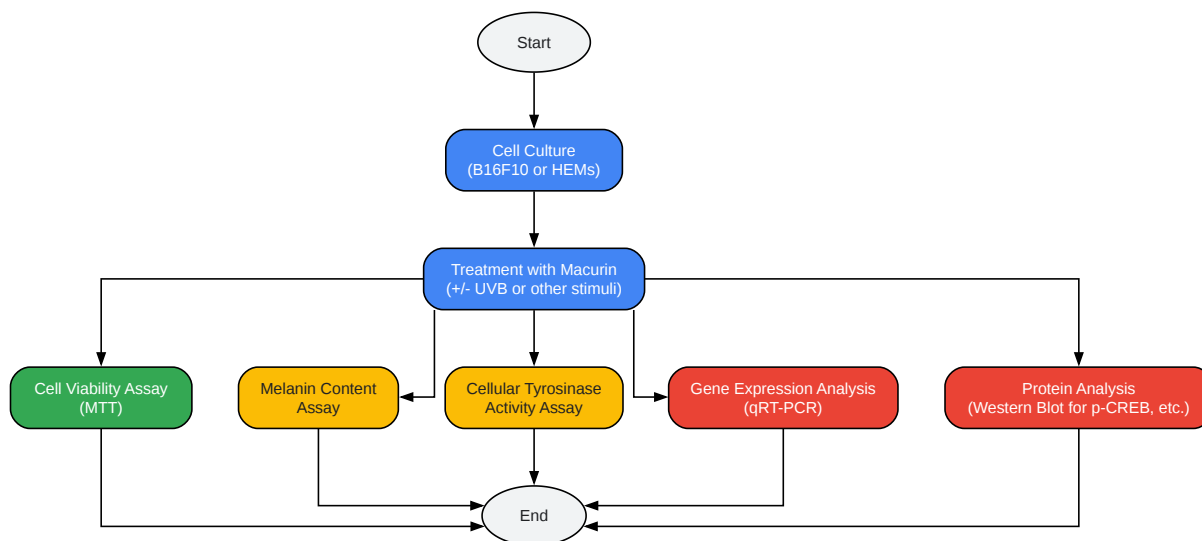 Start
Cell Culture
(B16F10 or HEMs)
Treatment with Macurin
(+/- UVB or other stimuli)
Cell Viability Assay
(MTT)
Melanin Content
Assay
Cellular Tyrosinase
Activity Assay
Gene Expression Analysis
(qRT-PCR)
Protein Analysis
(Western Blot for p-CREB, etc.)
End